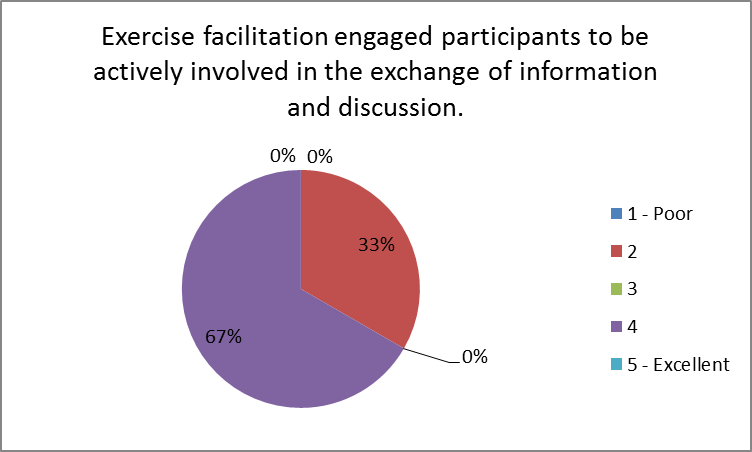 Exercise facilitation engaged participants to be
actively involved in the exchange of information
and discussion.
0% 0%
33%
67%
0%
1 - Poor
2
3
4
5 - Excellent